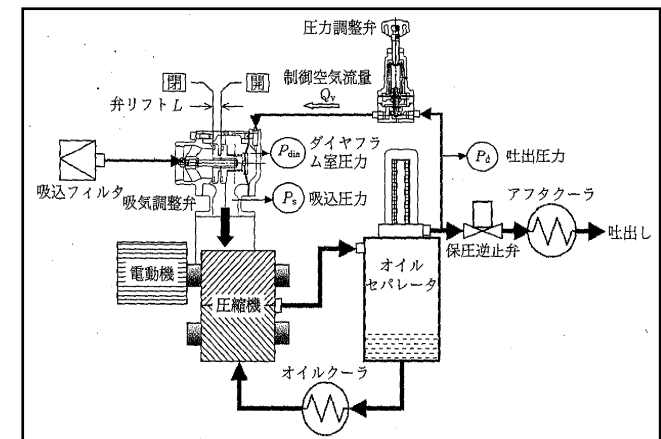 圧力調整弁
閉
開
制御空気流量
Qv
弁リフトL
Pdia
ダイヤフラ
ム室圧力
Pd
吐出圧力
吸込フィルタ
吸気調整弁
Ps
吸込圧力
アフタクーラ
吐出し
保圧逆止弁
電動機
圧縮機
オイル
セパレータ
オイルクーラ